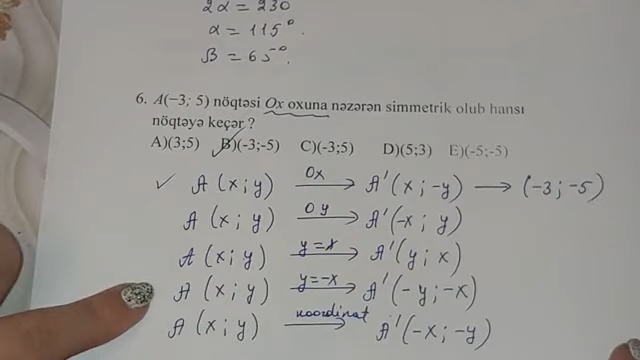 2α = 230
α = 115°.
β = 65°.
6. A(−3; 5) nöqtəsi Ox oxuna nəzərən simmetrik olub hansı
nöqtəyə keçər ?
A)(3;5) B)(-3;-5) C)(-3;5) D)(5;3) E)(-5;-5)
✓ A (x ; y) Ox → A'(x ; −y) → (−3 ; −5)
A (x ; y) Oy → A'(−x ; y)
A (x ; y) y=x → A'(y ; x)
A (x ; y) y=−x → A'(−y ; −x)
A (x ; y) koordinat → A'(−x ; −y)